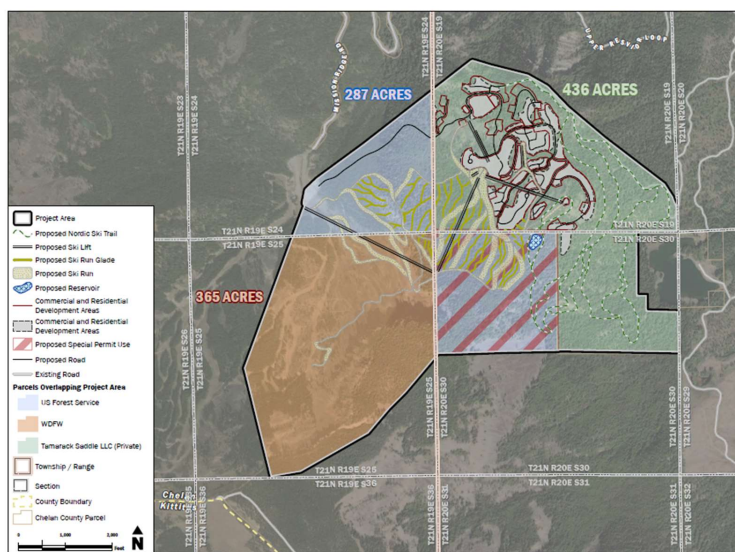 287 ACRES
436 ACRES
365 ACRES
T21N R19E S24
T21N R20E S19
T21N R19E S23
T21N R19E S24
T21N R20E S19
T21N R20E S20
T21N R19E S24
T21N R19E S25
T21N R20E S19
T21N R20E S30
T21N R19E S26
T21N R19E S25
T21N R19E S25
T21N R20E S30
T21N R20E S30
T21N R20E S29
T21N R19E S36
T21N R20E S30
T21N R20E S31
T21N R19E S36
T21N R19E S36
T21N R20E S31
T21N R20E S31
T21N R20E S32
Chelan
Project Area
Proposed Nordic Ski Trail
Proposed Ski Lift
Proposed Ski Run Glade
Proposed Ski Run
Proposed Reservoir
Commercial and Residential
Development Areas
Commercial and Residential
Development Areas
Proposed Special Permit Use
Proposed Road
Existing Road
Parcels Overlapping Project Area
US Forest Service
WDFW
Tamarack Saddle LLC (Private)
Township / Range
Section
County Boundary
Chelan County Parcel
0 1,000 2,000
Feet
N